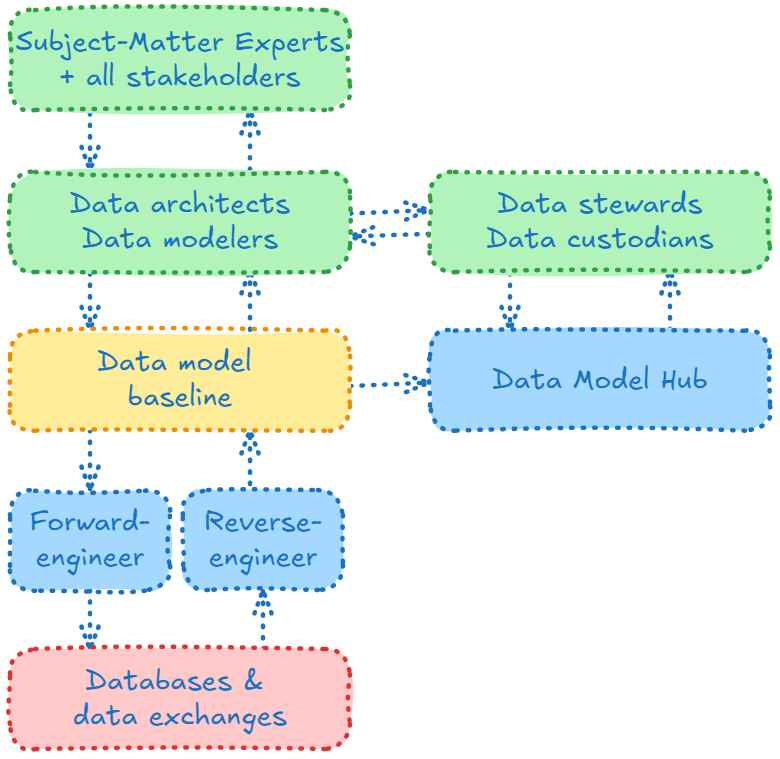 Subject-Matter Experts
+ all stakeholders
Data architects
Data modelers
Data stewards
Data custodians
Data model
baseline
Data Model Hub
Forward-
engineer
Reverse-
engineer
Databases &
data exchanges